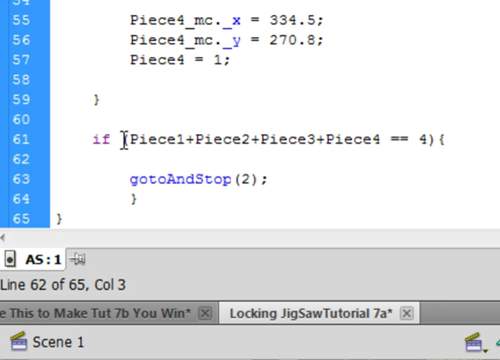 55 Piece4_mc._x = 334.5;
56 Piece4_mc._y = 270.8;
57 Piece4 = 1;
58
59 }
60
61 if (Piece1+Piece2+Piece3+Piece4 == 4){
62
63 gotoAndStop(2);
64 }
65 }
AS:1
Line 62 of 65, Col 3
e This to Make Tut 7b You Win* Locking JigSawTutorial 7a*
Scene 1